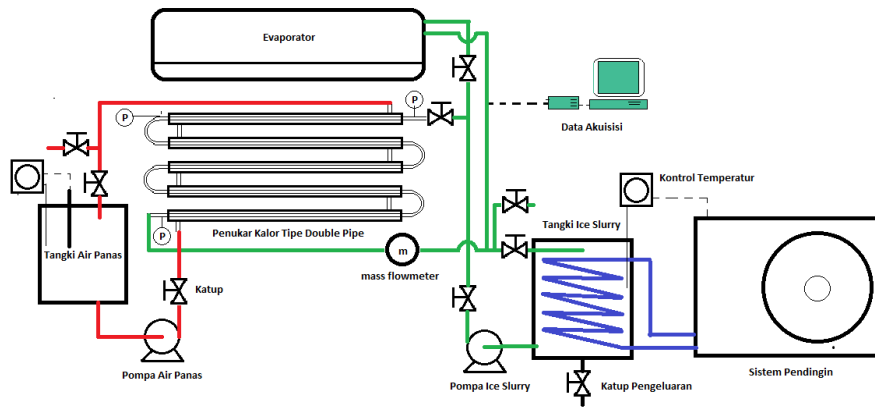 Evaporator
P
P
Data Akuisisi
Kontrol Temperatur
Tangki Air Panas
P
Penukar Kalor Tipe Double Pipe
Tangki Ice Slurry
m
mass flowmeter
Katup
Pompa Air Panas
Pompa Ice Slurry
Katup Pengeluaran
Sistem Pendingin